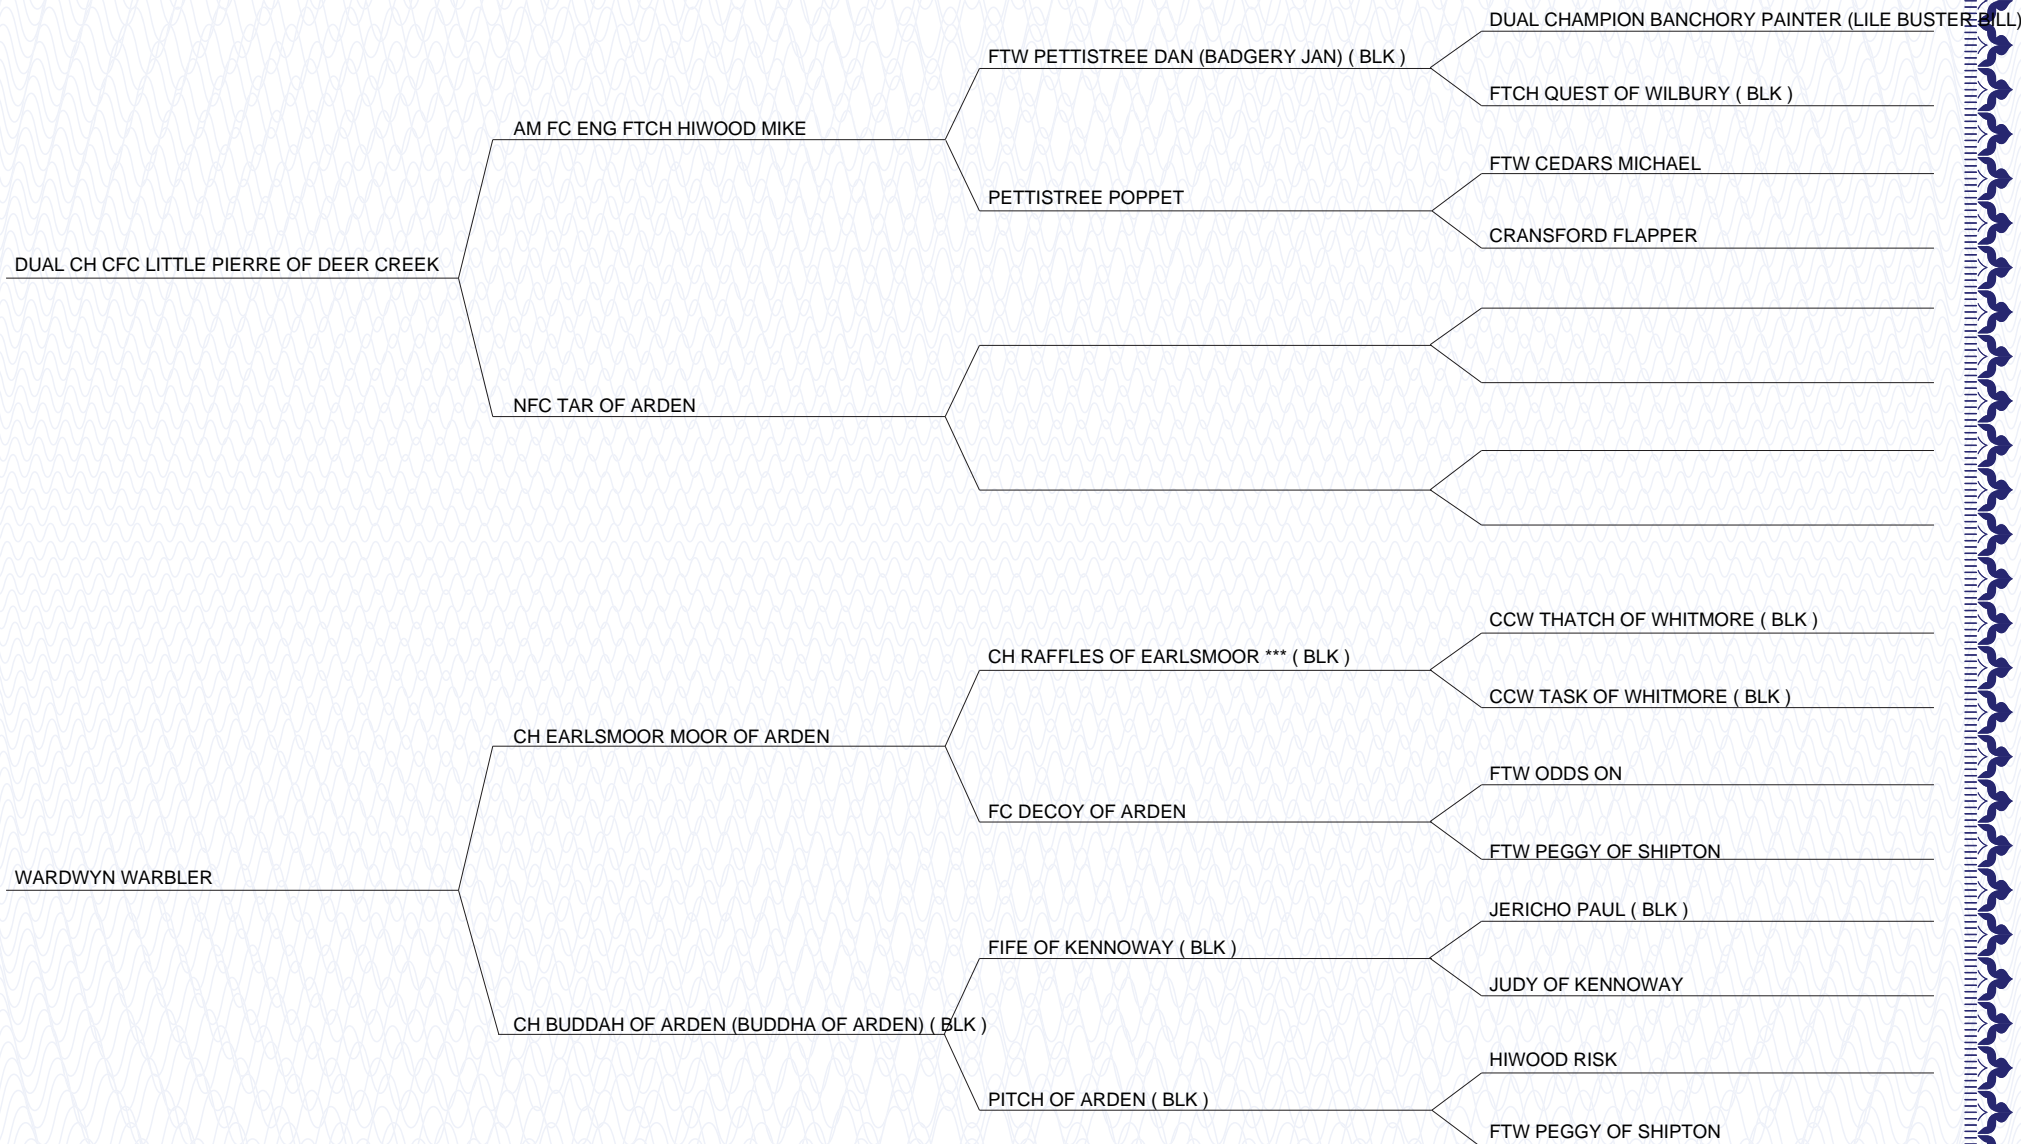 DUAL CHAMPION BANCHORY PAINTER (LILE BUSTER BILL)
FTW PETTISTREE DAN (BADGERY JAN) ( BLK )
FTCH QUEST OF WILBURY ( BLK )
AM FC ENG FTCH HIWOOD MIKE
FTW CEDARS MICHAEL
PETTISTREE POPPET
CRANSFORD FLAPPER
DUAL CH CFC LITTLE PIERRE OF DEER CREEK
NFC TAR OF ARDEN
CCW THATCH OF WHITMORE ( BLK )
CH RAFFLES OF EARLSMOOR *** ( BLK )
CCW TASK OF WHITMORE ( BLK )
CH EARLSMOOR MOOR OF ARDEN
FTW ODDS ON
FC DECOY OF ARDEN
FTW PEGGY OF SHIPTON
WARDWYN WARBLER
JERICHO PAUL ( BLK )
FIFE OF KENNOWAY ( BLK )
JUDY OF KENNOWAY
CH BUDDAH OF ARDEN (BUDDHA OF ARDEN) ( BLK )
HIWOOD RISK
PITCH OF ARDEN ( BLK )
FTW PEGGY OF SHIPTON